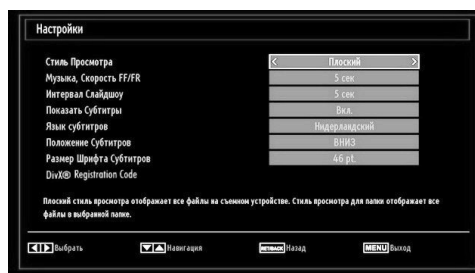 Настройки
Стиль Просмотра < Плоский >
Музыка, Скорость FF/FR 5 сек
Интервал Слайдшоу 5 сек
Показать Субтитры Вкл.
Язык субтитров Нидерландский
Положение Субтитров ВНИЗ
Размер Шрифта Субтитров 46 pt.
DivX® Registration Code
Плоский стиль просмотра отображает все файлы на съемном устройстве. Стиль просмотра для папки отображает все
файлы в выбранной папке.
Выбрать Навигация Назад MENU Выход